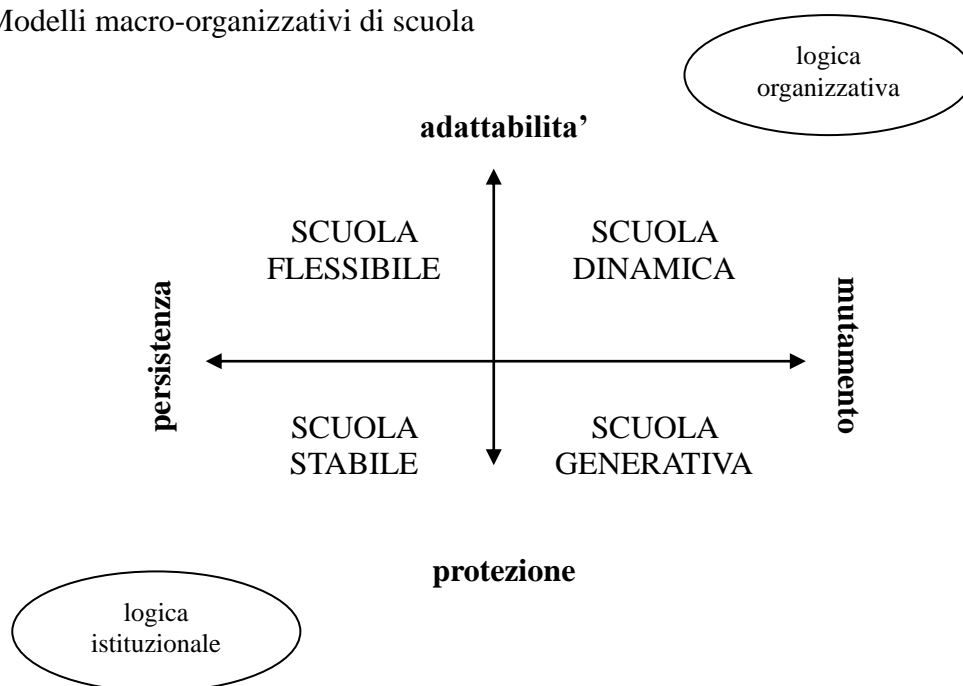 Modelli macro-organizzativi di scuola
logica
organizzativa
adattabilita’
SCUOLA
FLESSIBILE
SCUOLA
DINAMICA
persistenza
mutamento
SCUOLA
STABILE
SCUOLA
GENERATIVA
protezione
logica
istituzionale